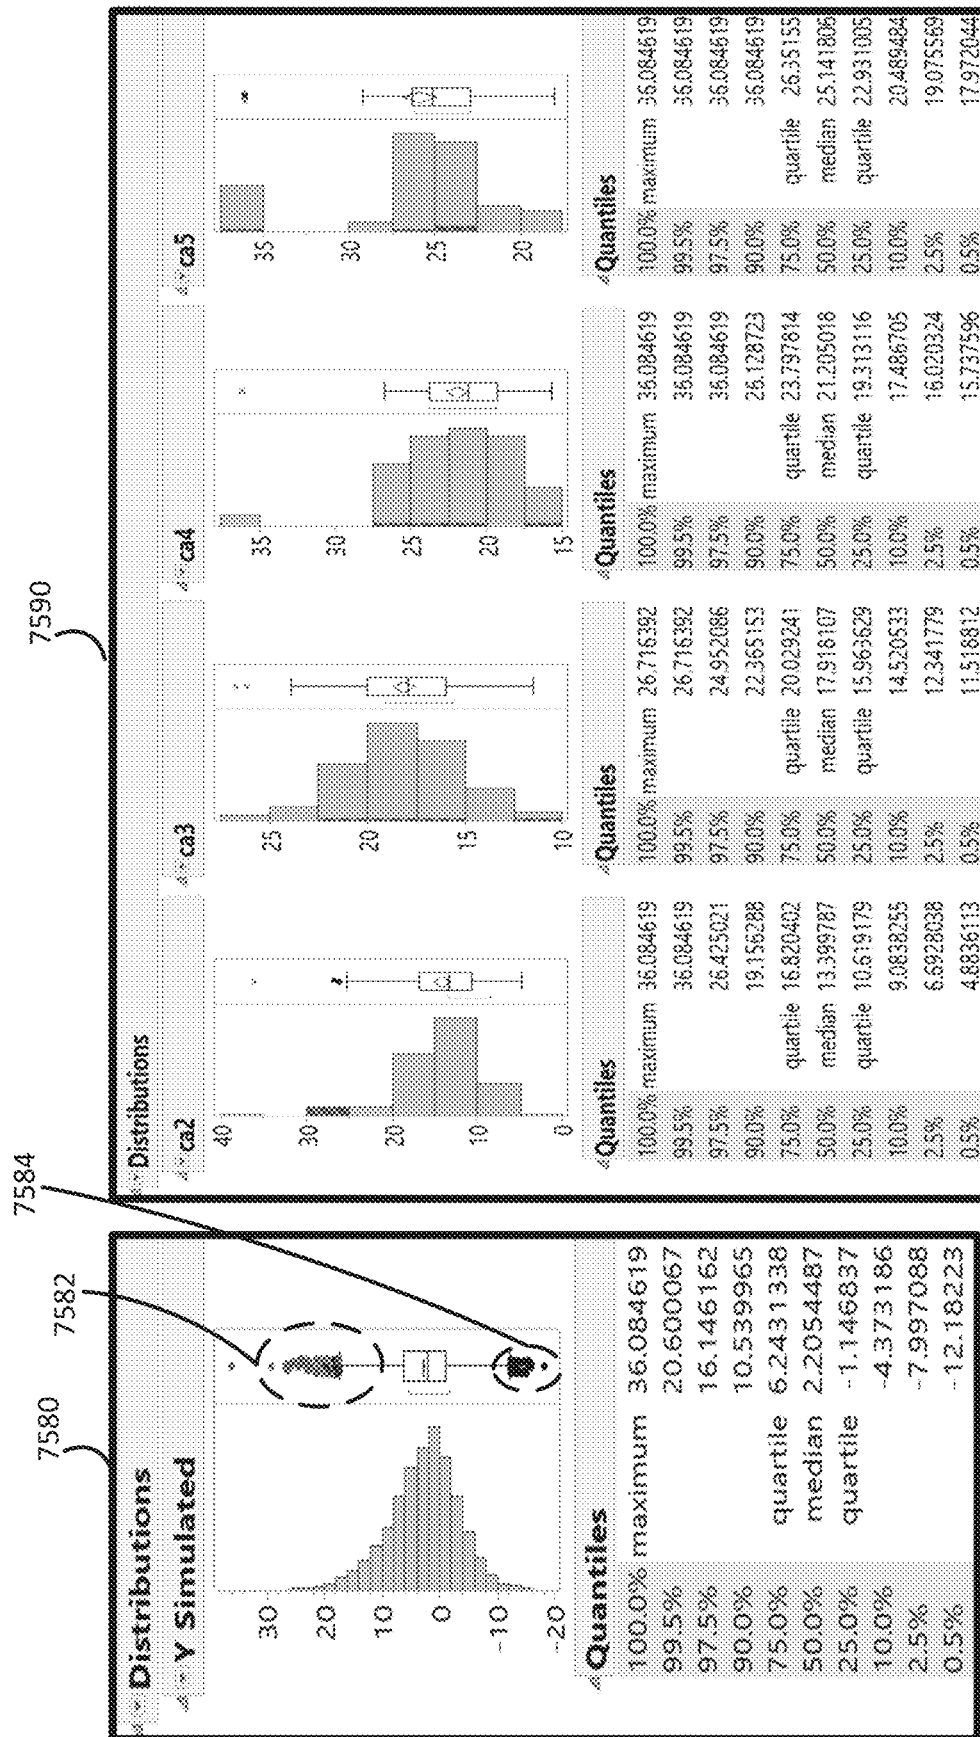 7580
7582
7584
Distributions
Y Simulated
30
20
10
0
-10
-20
Quantiles
100.0% maximum 36.084619
99.5% 20.600067
97.5% 16.146162
90.0% 10.539965
75.0% quartile 6.2431338
50.0% median 2.2054487
25.0% quartile -1.146837
10.0% -4.373186
2.5% -7.997088
0.5% -12.18223
7590
Distributions
ca2
40
30
20
10
0
Quantiles
100.0% maximum 36.084619
99.5% 36.084619
97.5% 26.425021
90.0% 19.156288
75.0% quartile 16.820402
50.0% median 13.399787
25.0% quartile 10.619179
10.0% 9.0838255
2.5% 6.6928038
0.5% 4.8836113
ca3
25
20
15
10
Quantiles
100.0% maximum 26.716392
99.5% 26.716392
97.5% 24.952086
90.0% 22.365153
75.0% quartile 20.029241
50.0% median 17.918107
25.0% quartile 15.963629
10.0% 14.520533
2.5% 12.341779
0.5% 11.518812
ca4
35
30
25
20
15
Quantiles
100.0% maximum 36.084619
99.5% 36.084619
97.5% 36.084619
90.0% 26.128723
75.0% quartile 23.797814
50.0% median 21.205018
25.0% quartile 19.313116
10.0% 17.486705
2.5% 16.020324
0.5% 15.737596
ca5
35
30
25
20
Quantiles
100.0% maximum 36.084619
99.5% 36.084619
97.5% 36.084619
90.0% 36.084619
75.0% quartile 26.35155
50.0% median 25.141806
25.0% quartile 22.931005
10.0% 20.489484
2.5% 19.075569
0.5% 17.972044